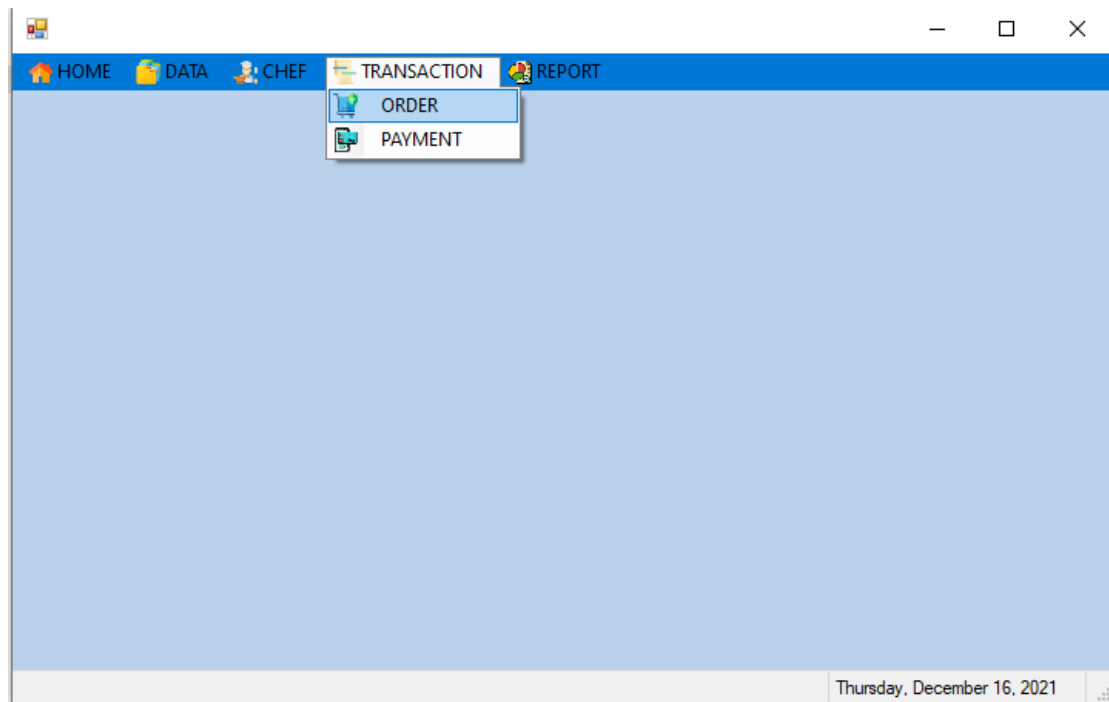 HOME DATA CHEF TRANSACTION REPORT
ORDER
PAYMENT
Thursday, December 16, 2021